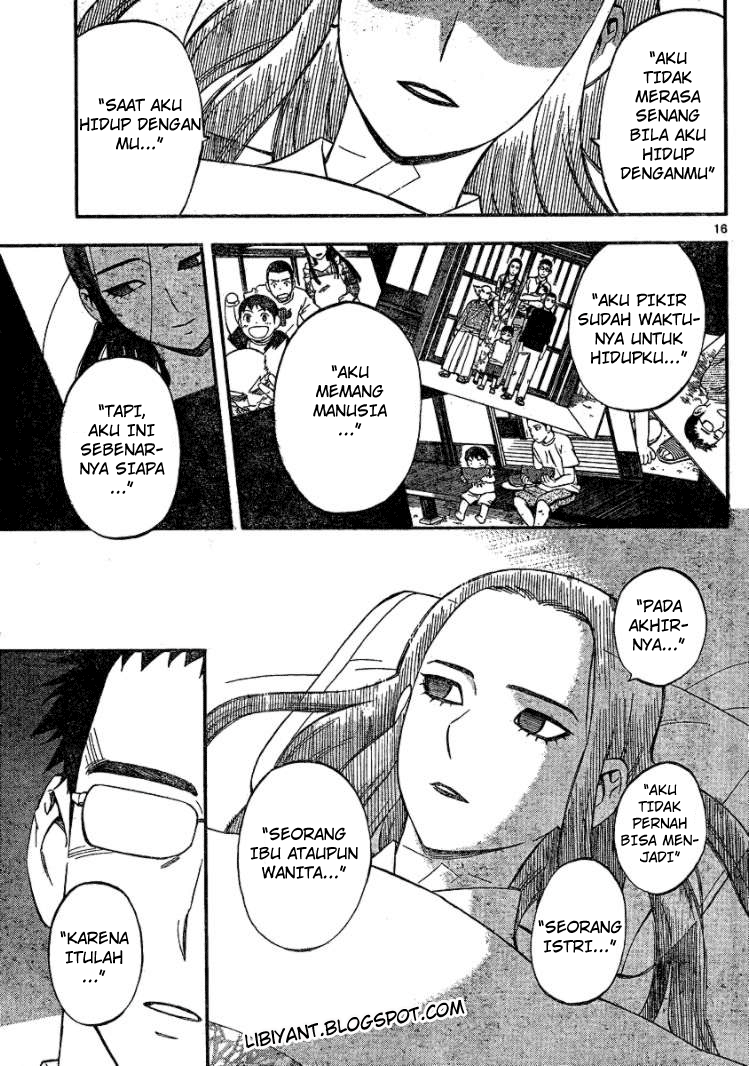 "AKU
TIDAK
MERASA
SENANG
BILA AKU
HIDUP
DENGANMU"
"SAAT AKU
HIDUP DENGAN
MU..."
16
"AKU PIKIR
SUDAH WAKTU-
NYA UNTUK
HIDUPKU..."
"AKU
MEMANG
MANUSIA
..."
"TAPI,
AKU INI
SEBENAR-
NYA SIAPA
..."
"PADA
AKHIR-
NYA..."
"AKU
TIDAK
PERNAH
BISA MEN-
JADI"
"SEORANG
ISTRI..."
"SEORANG
IBU ATAUPUN
WANITA..."
"KARENA
ITULAH
..."
LIBIYANT.BLOGSPOT.COM